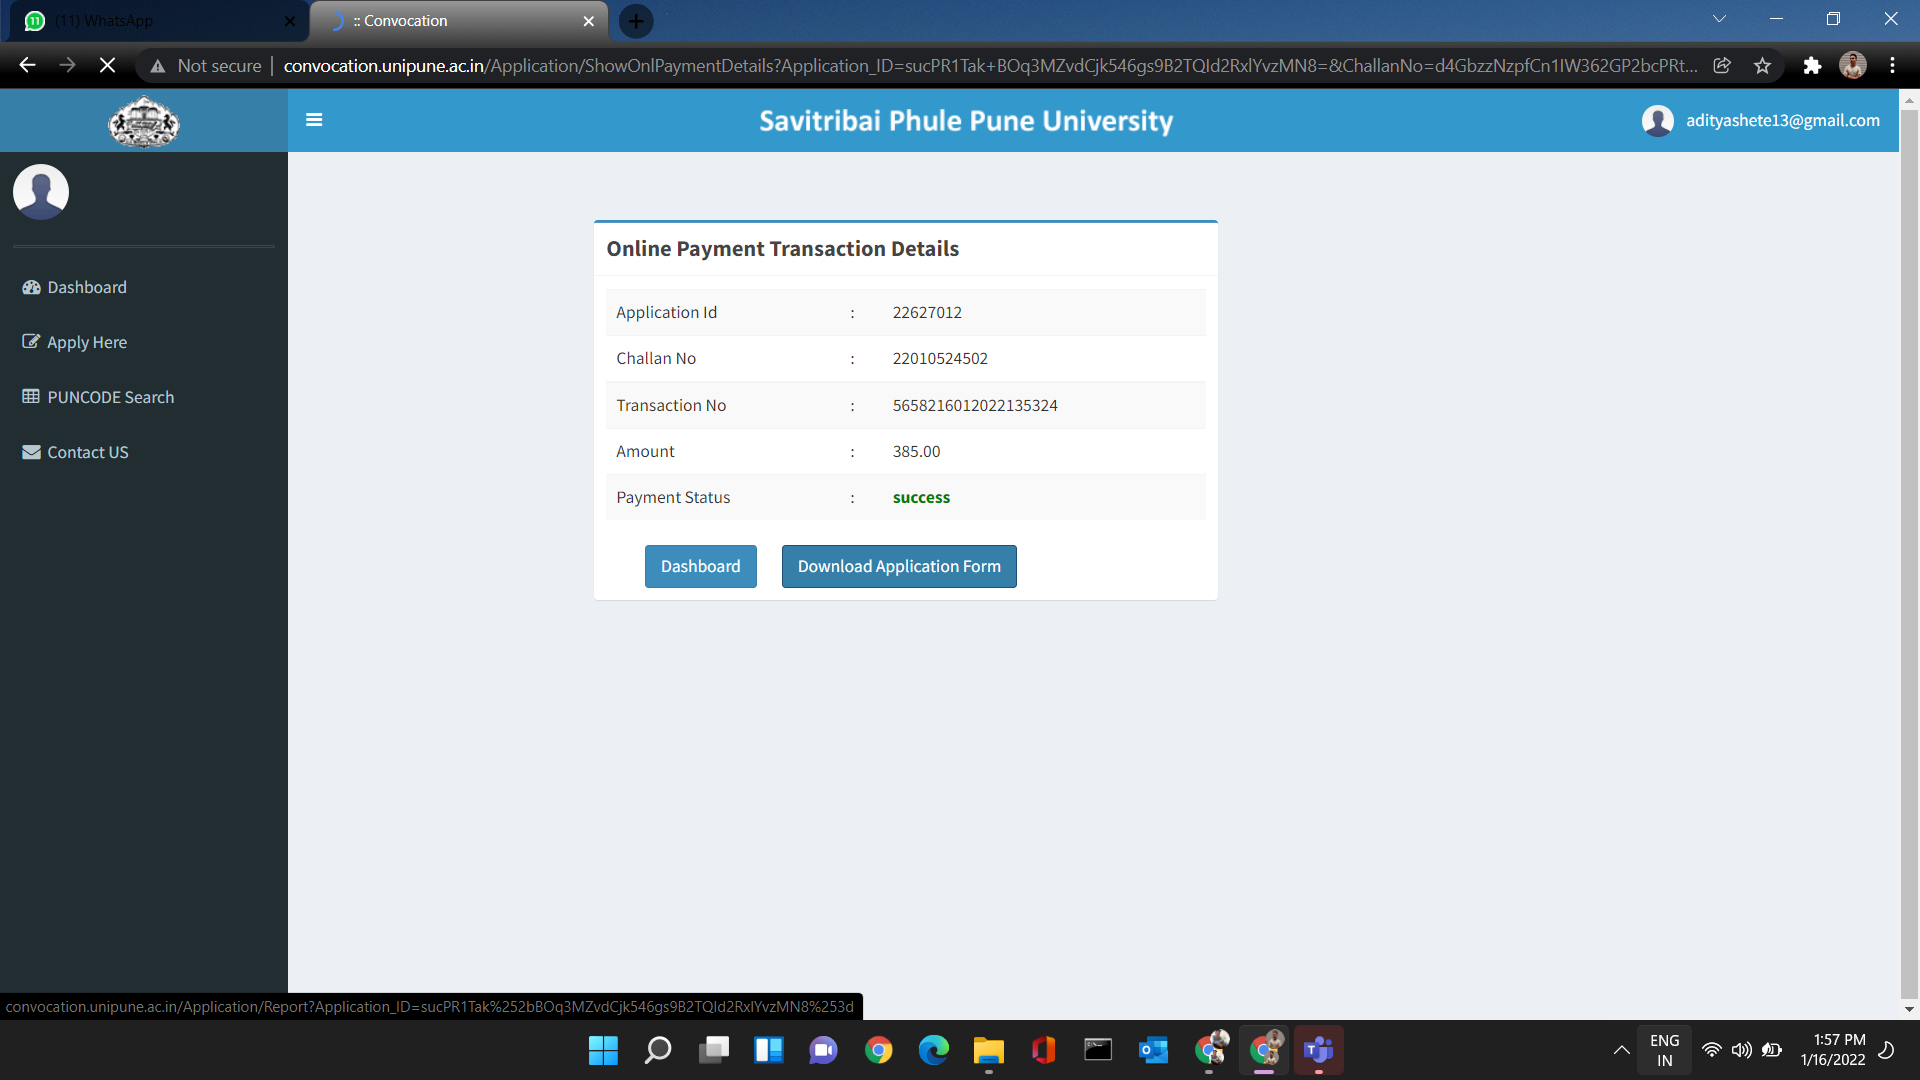 (11) WhatsApp
:: Convocation
Not secure
convocation.unipune.ac.in/Application/ShowOnlPaymentDetails?Application_ID=sucPR1Tak+BOq3MZvdCjk546gs9B2TQId2RxlYvzMN8=&ChallanNo=d4GbzzNzpfCn1IW362GP2bcPRt...
Savitribai Phule Pune University
adityashete13@gmail.com
Dashboard
Apply Here
PUNCODE Search
Contact US
Online Payment Transaction Details
Application Id : 22627012
Challan No : 22010524502
Transaction No : 5658216012022135324
Amount : 385.00
Payment Status : success
Dashboard Download Application Form
convocation.unipune.ac.in/Application/Report?Application_ID=sucPR1Tak%252bBOq3MZvdCjk546gs9B2TQId2RxlYvzMN8%253d
ENG
IN
1:57 PM
1/16/2022